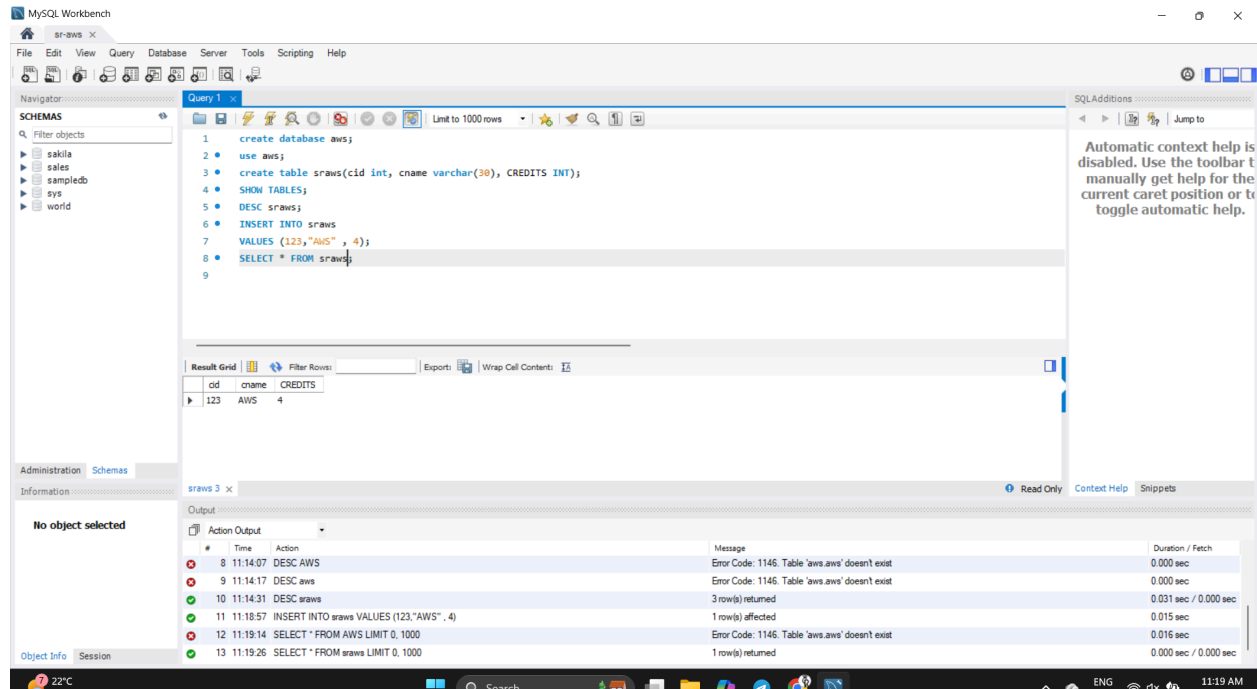 MySQL Workbench
sr-aws
File Edit View Query Database Server Tools Scripting Help
Navigator
SCHEMAS
Filter objects
sakila
sales
sampledb
sys
world
Administration Schemas
Information
No object selected
Object Info Session
Query 1
Limit to 1000 rows
1 create database aws;
2 use aws;
3 create table sraws(cid int, cname varchar(30), CREDITS INT);
4 SHOW TABLES;
5 DESC sraws;
6 INSERT INTO sraws
7 VALUES (123,"AWS" , 4);
8 SELECT * FROM sraws;
9
Result Grid Filter Rows: Export: Wrap Cell Content:
cid cname CREDITS
123 AWS 4
sraws 3
Read Only
SQLAdditions
Jump to
Automatic context help is
disabled. Use the toolbar t
manually get help for the
current caret position or to
toggle automatic help.
Context Help Snippets
Output
Action Output
# Time Action Message Duration / Fetch
8 11:14:07 DESC AWS Error Code: 1146. Table 'aws.aws' doesn't exist 0.000 sec
9 11:14:17 DESC aws Error Code: 1146. Table 'aws.aws' doesn't exist 0.000 sec
10 11:14:31 DESC sraws 3 row(s) returned 0.031 sec / 0.000 sec
11 11:18:57 INSERT INTO sraws VALUES (123,"AWS" , 4) 1 row(s) affected 0.015 sec
12 11:19:14 SELECT * FROM AWS LIMIT 0, 1000 Error Code: 1146. Table 'aws.aws' doesn't exist 0.016 sec
13 11:19:26 SELECT * FROM sraws LIMIT 0, 1000 1 row(s) returned 0.000 sec / 0.000 sec
7 22°C
Search
ENG
11:19 AM